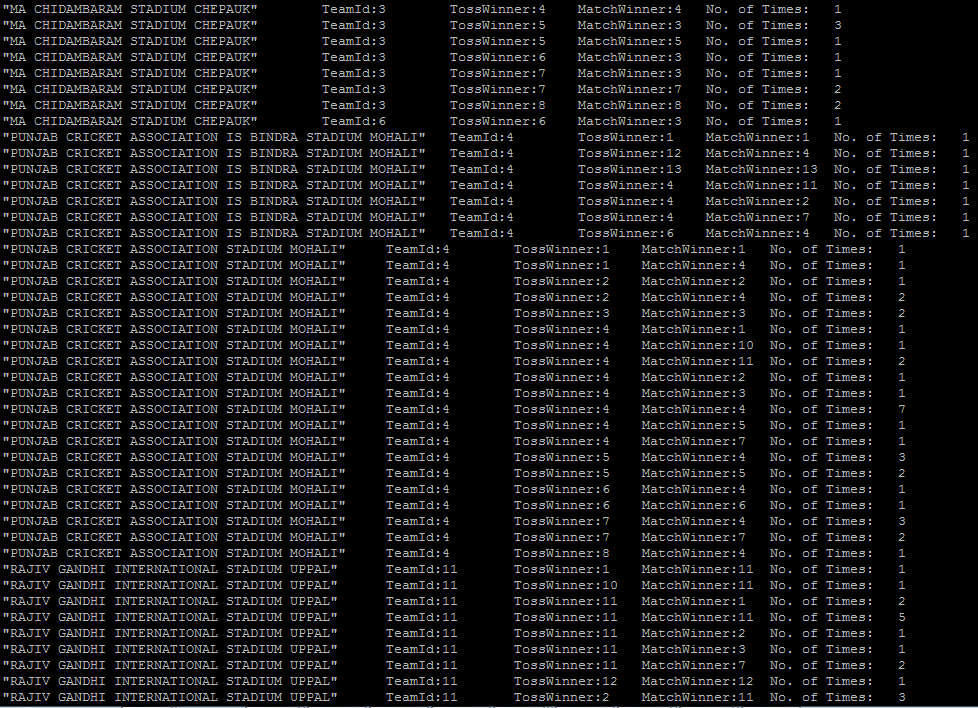 "MA CHIDAMBARAM STADIUM CHEPAUK" TeamId:3 TossWinner:4 MatchWinner:4 No. of Times: 1
"MA CHIDAMBARAM STADIUM CHEPAUK" TeamId:3 TossWinner:5 MatchWinner:3 No. of Times: 3
"MA CHIDAMBARAM STADIUM CHEPAUK" TeamId:3 TossWinner:5 MatchWinner:5 No. of Times: 1
"MA CHIDAMBARAM STADIUM CHEPAUK" TeamId:3 TossWinner:6 MatchWinner:3 No. of Times: 1
"MA CHIDAMBARAM STADIUM CHEPAUK" TeamId:3 TossWinner:7 MatchWinner:3 No. of Times: 1
"MA CHIDAMBARAM STADIUM CHEPAUK" TeamId:3 TossWinner:7 MatchWinner:7 No. of Times: 2
"MA CHIDAMBARAM STADIUM CHEPAUK" TeamId:3 TossWinner:8 MatchWinner:8 No. of Times: 2
"MA CHIDAMBARAM STADIUM CHEPAUK" TeamId:6 TossWinner:6 MatchWinner:3 No. of Times: 1
"PUNJAB CRICKET ASSOCIATION IS BINDRA STADIUM MOHALI" TeamId:4 TossWinner:1 MatchWinner:1 No. of Times: 1
"PUNJAB CRICKET ASSOCIATION IS BINDRA STADIUM MOHALI" TeamId:4 TossWinner:12 MatchWinner:4 No. of Times: 1
"PUNJAB CRICKET ASSOCIATION IS BINDRA STADIUM MOHALI" TeamId:4 TossWinner:13 MatchWinner:13 No. of Times: 1
"PUNJAB CRICKET ASSOCIATION IS BINDRA STADIUM MOHALI" TeamId:4 TossWinner:4 MatchWinner:11 No. of Times: 1
"PUNJAB CRICKET ASSOCIATION IS BINDRA STADIUM MOHALI" TeamId:4 TossWinner:4 MatchWinner:2 No. of Times: 1
"PUNJAB CRICKET ASSOCIATION IS BINDRA STADIUM MOHALI" TeamId:4 TossWinner:4 MatchWinner:7 No. of Times: 1
"PUNJAB CRICKET ASSOCIATION IS BINDRA STADIUM MOHALI" TeamId:4 TossWinner:6 MatchWinner:4 No. of Times: 1
"PUNJAB CRICKET ASSOCIATION STADIUM MOHALI" TeamId:4 TossWinner:1 MatchWinner:1 No. of Times: 1
"PUNJAB CRICKET ASSOCIATION STADIUM MOHALI" TeamId:4 TossWinner:1 MatchWinner:4 No. of Times: 1
"PUNJAB CRICKET ASSOCIATION STADIUM MOHALI" TeamId:4 TossWinner:2 MatchWinner:2 No. of Times: 1
"PUNJAB CRICKET ASSOCIATION STADIUM MOHALI" TeamId:4 TossWinner:2 MatchWinner:4 No. of Times: 2
"PUNJAB CRICKET ASSOCIATION STADIUM MOHALI" TeamId:4 TossWinner:3 MatchWinner:3 No. of Times: 2
"PUNJAB CRICKET ASSOCIATION STADIUM MOHALI" TeamId:4 TossWinner:4 MatchWinner:1 No. of Times: 1
"PUNJAB CRICKET ASSOCIATION STADIUM MOHALI" TeamId:4 TossWinner:4 MatchWinner:10 No. of Times: 1
"PUNJAB CRICKET ASSOCIATION STADIUM MOHALI" TeamId:4 TossWinner:4 MatchWinner:11 No. of Times: 2
"PUNJAB CRICKET ASSOCIATION STADIUM MOHALI" TeamId:4 TossWinner:4 MatchWinner:2 No. of Times: 1
"PUNJAB CRICKET ASSOCIATION STADIUM MOHALI" TeamId:4 TossWinner:4 MatchWinner:3 No. of Times: 1
"PUNJAB CRICKET ASSOCIATION STADIUM MOHALI" TeamId:4 TossWinner:4 MatchWinner:4 No. of Times: 7
"PUNJAB CRICKET ASSOCIATION STADIUM MOHALI" TeamId:4 TossWinner:4 MatchWinner:5 No. of Times: 1
"PUNJAB CRICKET ASSOCIATION STADIUM MOHALI" TeamId:4 TossWinner:4 MatchWinner:7 No. of Times: 1
"PUNJAB CRICKET ASSOCIATION STADIUM MOHALI" TeamId:4 TossWinner:5 MatchWinner:4 No. of Times: 3
"PUNJAB CRICKET ASSOCIATION STADIUM MOHALI" TeamId:4 TossWinner:5 MatchWinner:5 No. of Times: 2
"PUNJAB CRICKET ASSOCIATION STADIUM MOHALI" TeamId:4 TossWinner:6 MatchWinner:4 No. of Times: 1
"PUNJAB CRICKET ASSOCIATION STADIUM MOHALI" TeamId:4 TossWinner:6 MatchWinner:6 No. of Times: 1
"PUNJAB CRICKET ASSOCIATION STADIUM MOHALI" TeamId:4 TossWinner:7 MatchWinner:4 No. of Times: 3
"PUNJAB CRICKET ASSOCIATION STADIUM MOHALI" TeamId:4 TossWinner:7 MatchWinner:7 No. of Times: 2
"PUNJAB CRICKET ASSOCIATION STADIUM MOHALI" TeamId:4 TossWinner:8 MatchWinner:4 No. of Times: 1
"RAJIV GANDHI INTERNATIONAL STADIUM UPPAL" TeamId:11 TossWinner:1 MatchWinner:11 No. of Times: 1
"RAJIV GANDHI INTERNATIONAL STADIUM UPPAL" TeamId:11 TossWinner:10 MatchWinner:11 No. of Times: 1
"RAJIV GANDHI INTERNATIONAL STADIUM UPPAL" TeamId:11 TossWinner:11 MatchWinner:1 No. of Times: 2
"RAJIV GANDHI INTERNATIONAL STADIUM UPPAL" TeamId:11 TossWinner:11 MatchWinner:11 No. of Times: 5
"RAJIV GANDHI INTERNATIONAL STADIUM UPPAL" TeamId:11 TossWinner:11 MatchWinner:2 No. of Times: 1
"RAJIV GANDHI INTERNATIONAL STADIUM UPPAL" TeamId:11 TossWinner:11 MatchWinner:3 No. of Times: 1
"RAJIV GANDHI INTERNATIONAL STADIUM UPPAL" TeamId:11 TossWinner:11 MatchWinner:7 No. of Times: 2
"RAJIV GANDHI INTERNATIONAL STADIUM UPPAL" TeamId:11 TossWinner:12 MatchWinner:12 No. of Times: 1
"RAJIV GANDHI INTERNATIONAL STADIUM UPPAL" TeamId:11 TossWinner:2 MatchWinner:11 No. of Times: 3